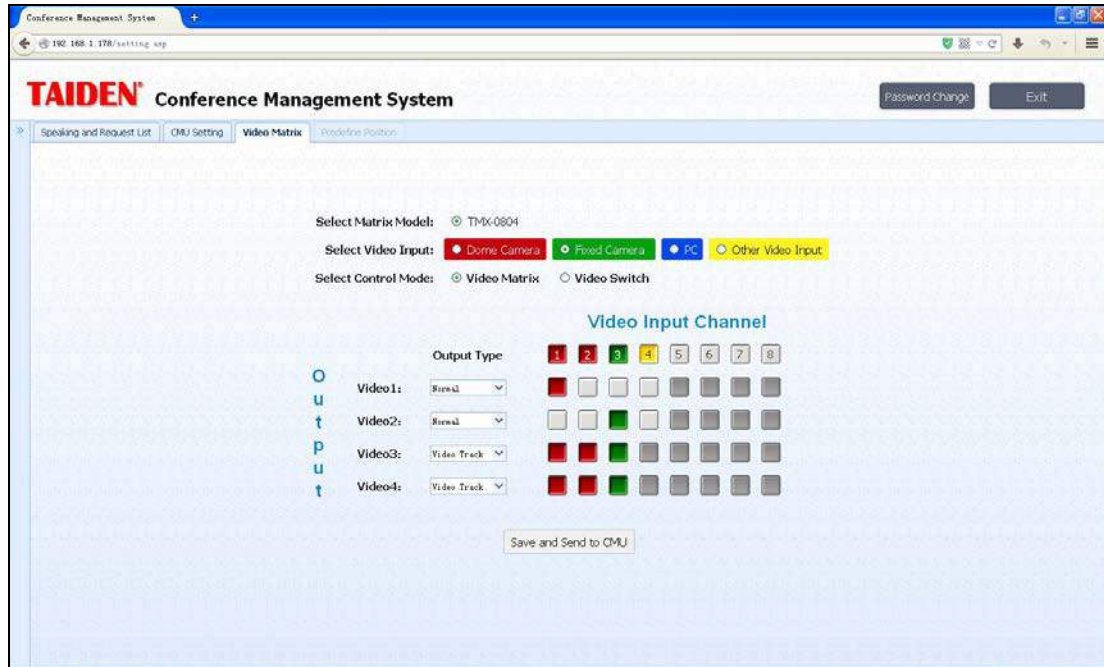 Conference Management System +
192.168.1.178/setting.asp
TAIDEN® Conference Management System
Password Change
Exit
» Speaking and Request List CMU Setting Video Matrix Predefine Position
Select Matrix Model: TMX-0804
Select Video Input: Dome Camera Fixed Camera PC Other Video Input
Select Control Mode: Video Matrix Video Switch
Video Input Channel
Output Type 1 2 3 4 5 6 7 8
Output
Video1: Normal
Video2: Normal
Video3: Video Track
Video4: Video Track
Save and Send to CMU